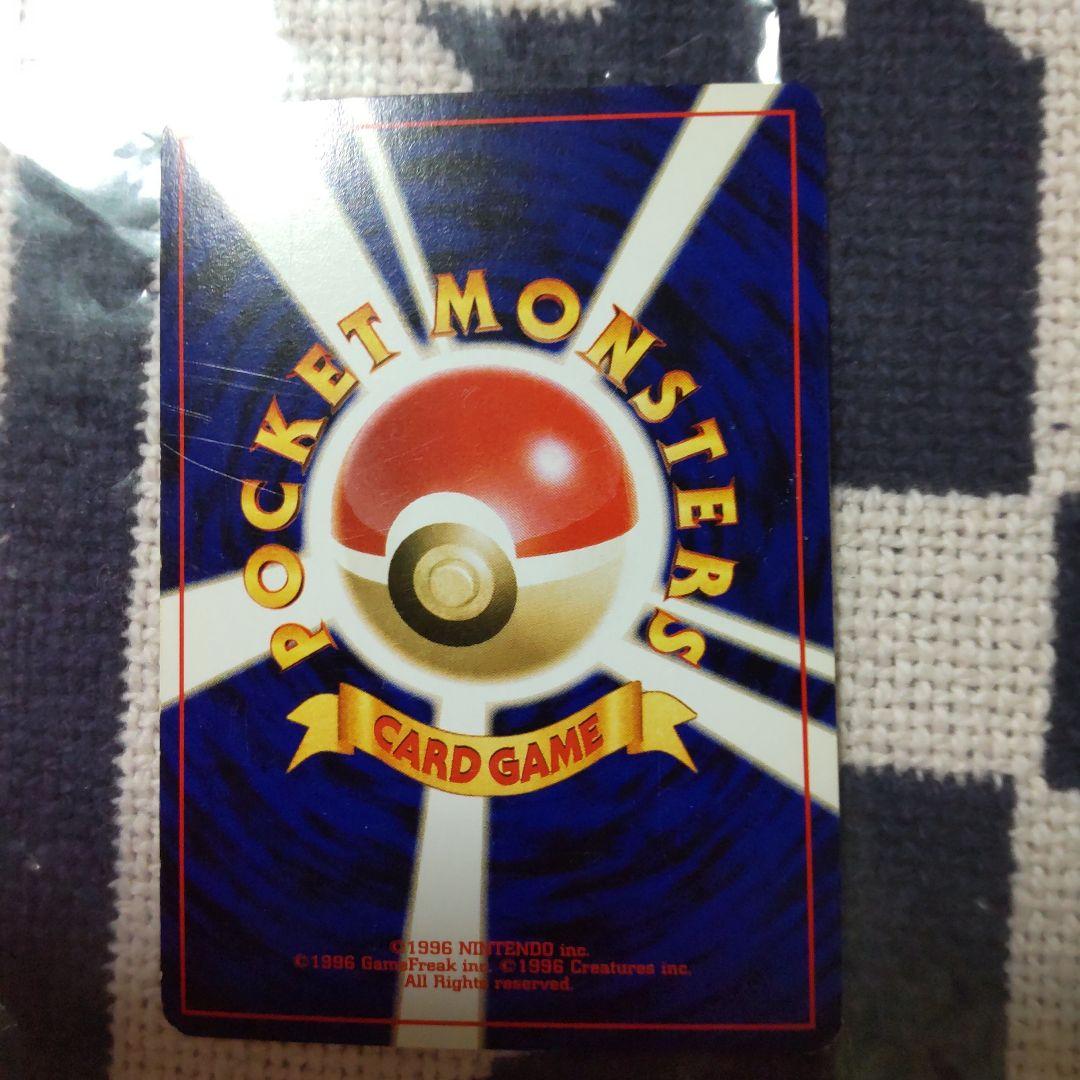 POCKET MONSTERS
CARD GAME
©1996 NINTENDO inc.
©1996 GameFreak inc. ©1996 Creatures inc.
All Rights reserved.